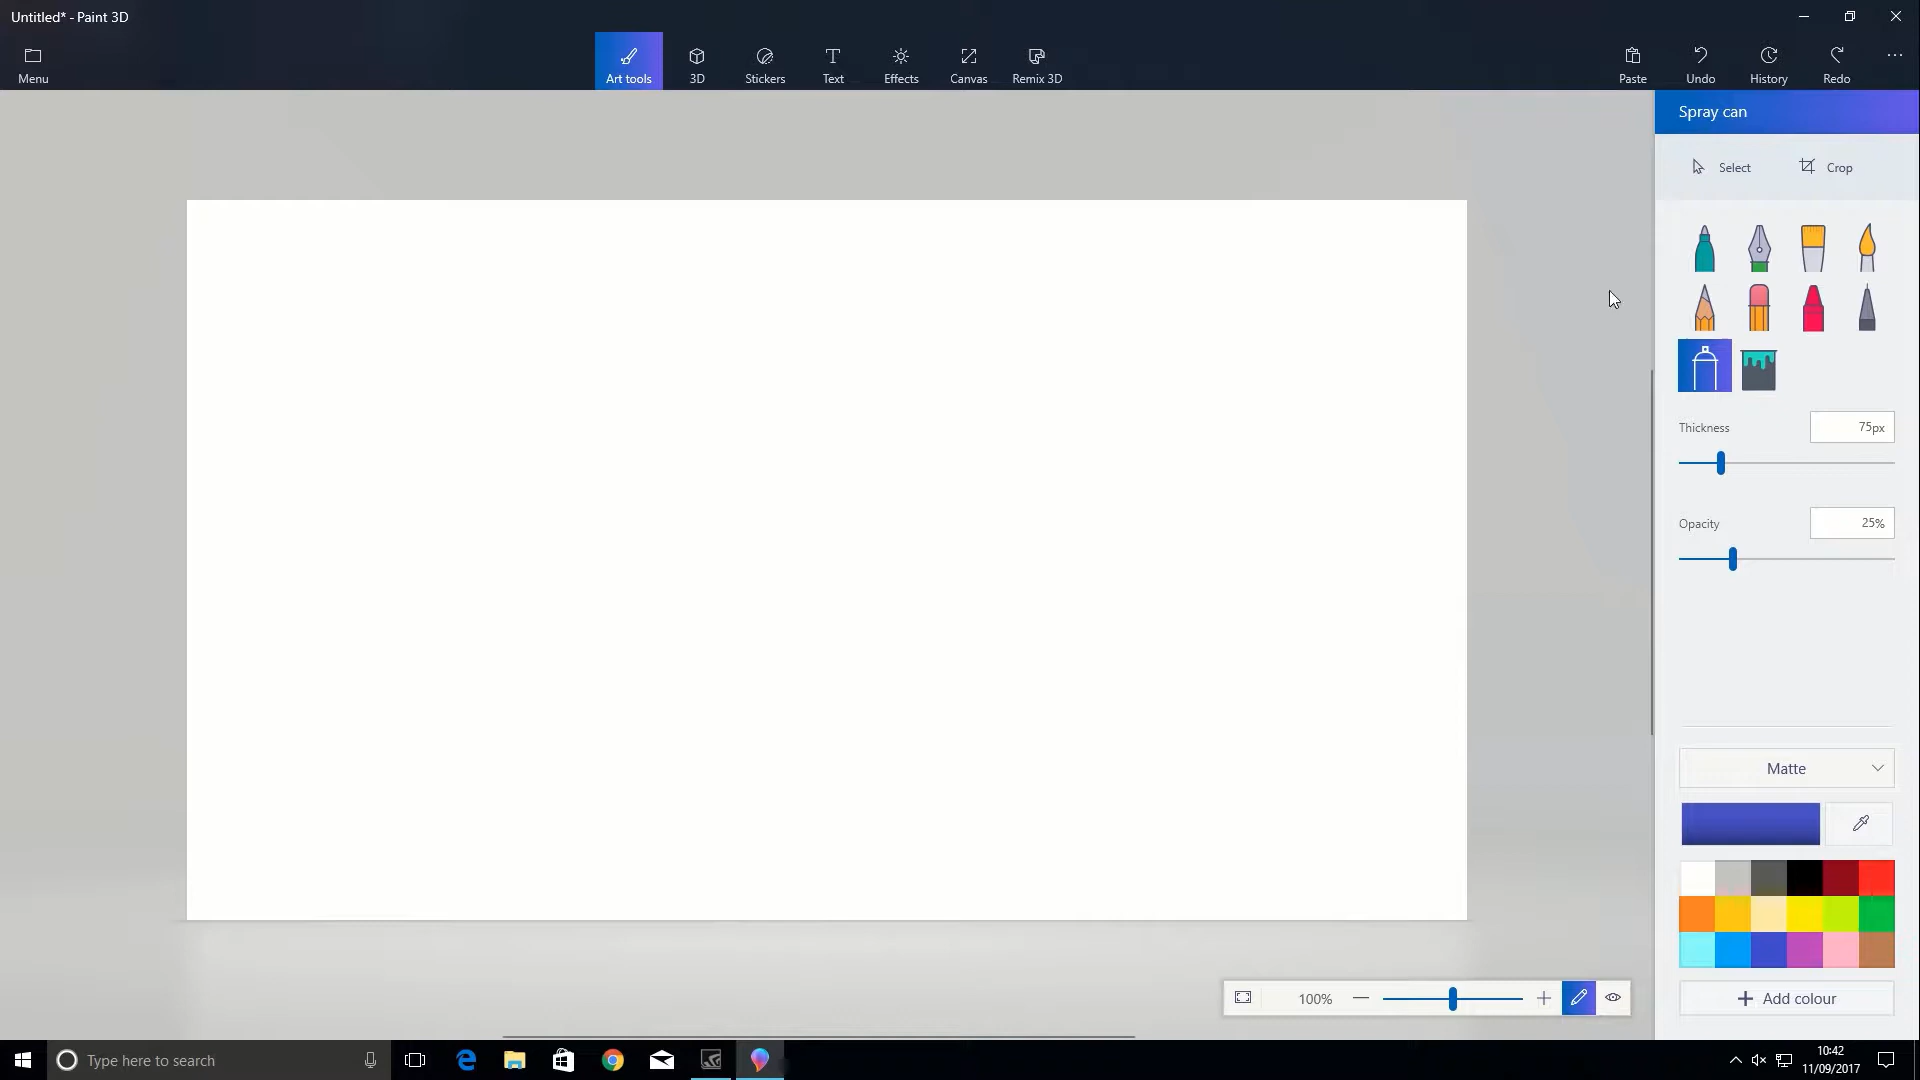 Untitled* - Paint 3D
Menu
Art tools
3D
Stickers
Text
Effects
Canvas
Remix 3D
Paste
Undo
History
Redo
Spray can
Select
Crop
Thickness
75px
Opacity
25%
Matte
Add colour
100%
Type here to search
10:42
11/09/2017